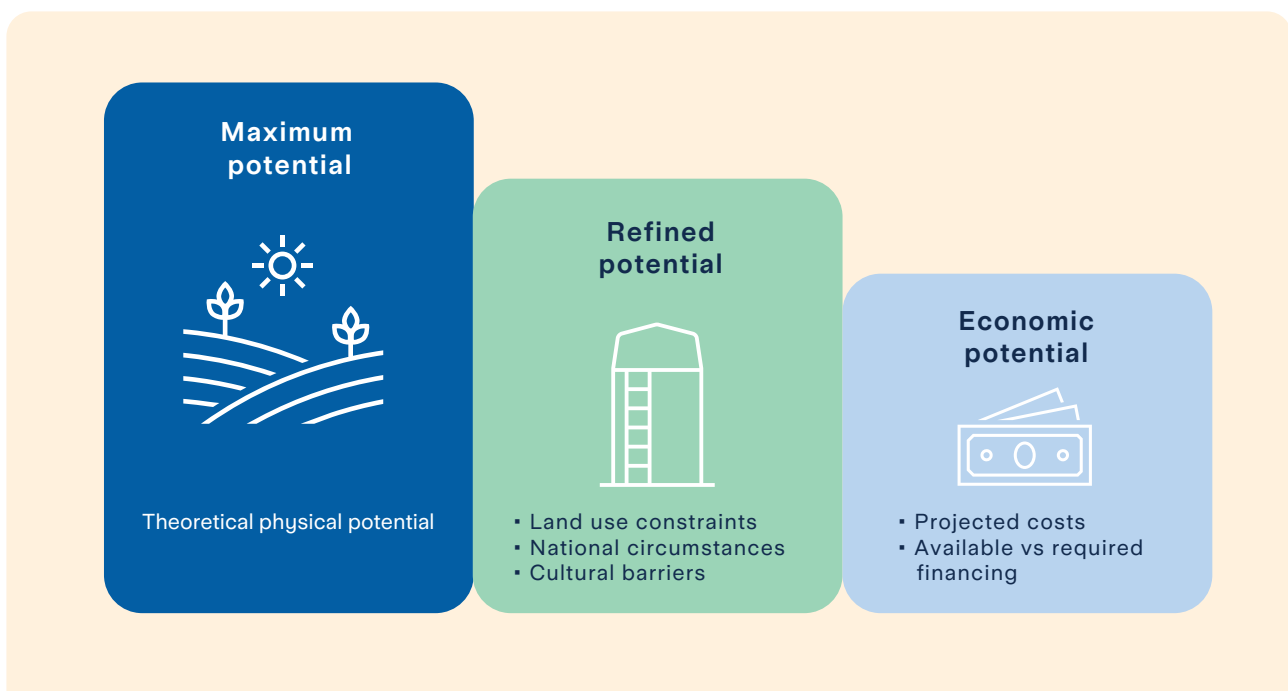 Maximum
potential
Theoretical physical potential
Refined
potential
▪ Land use constraints
▪ National circumstances
▪ Cultural barriers
Economic
potential
▪ Projected costs
▪ Available vs required
financing